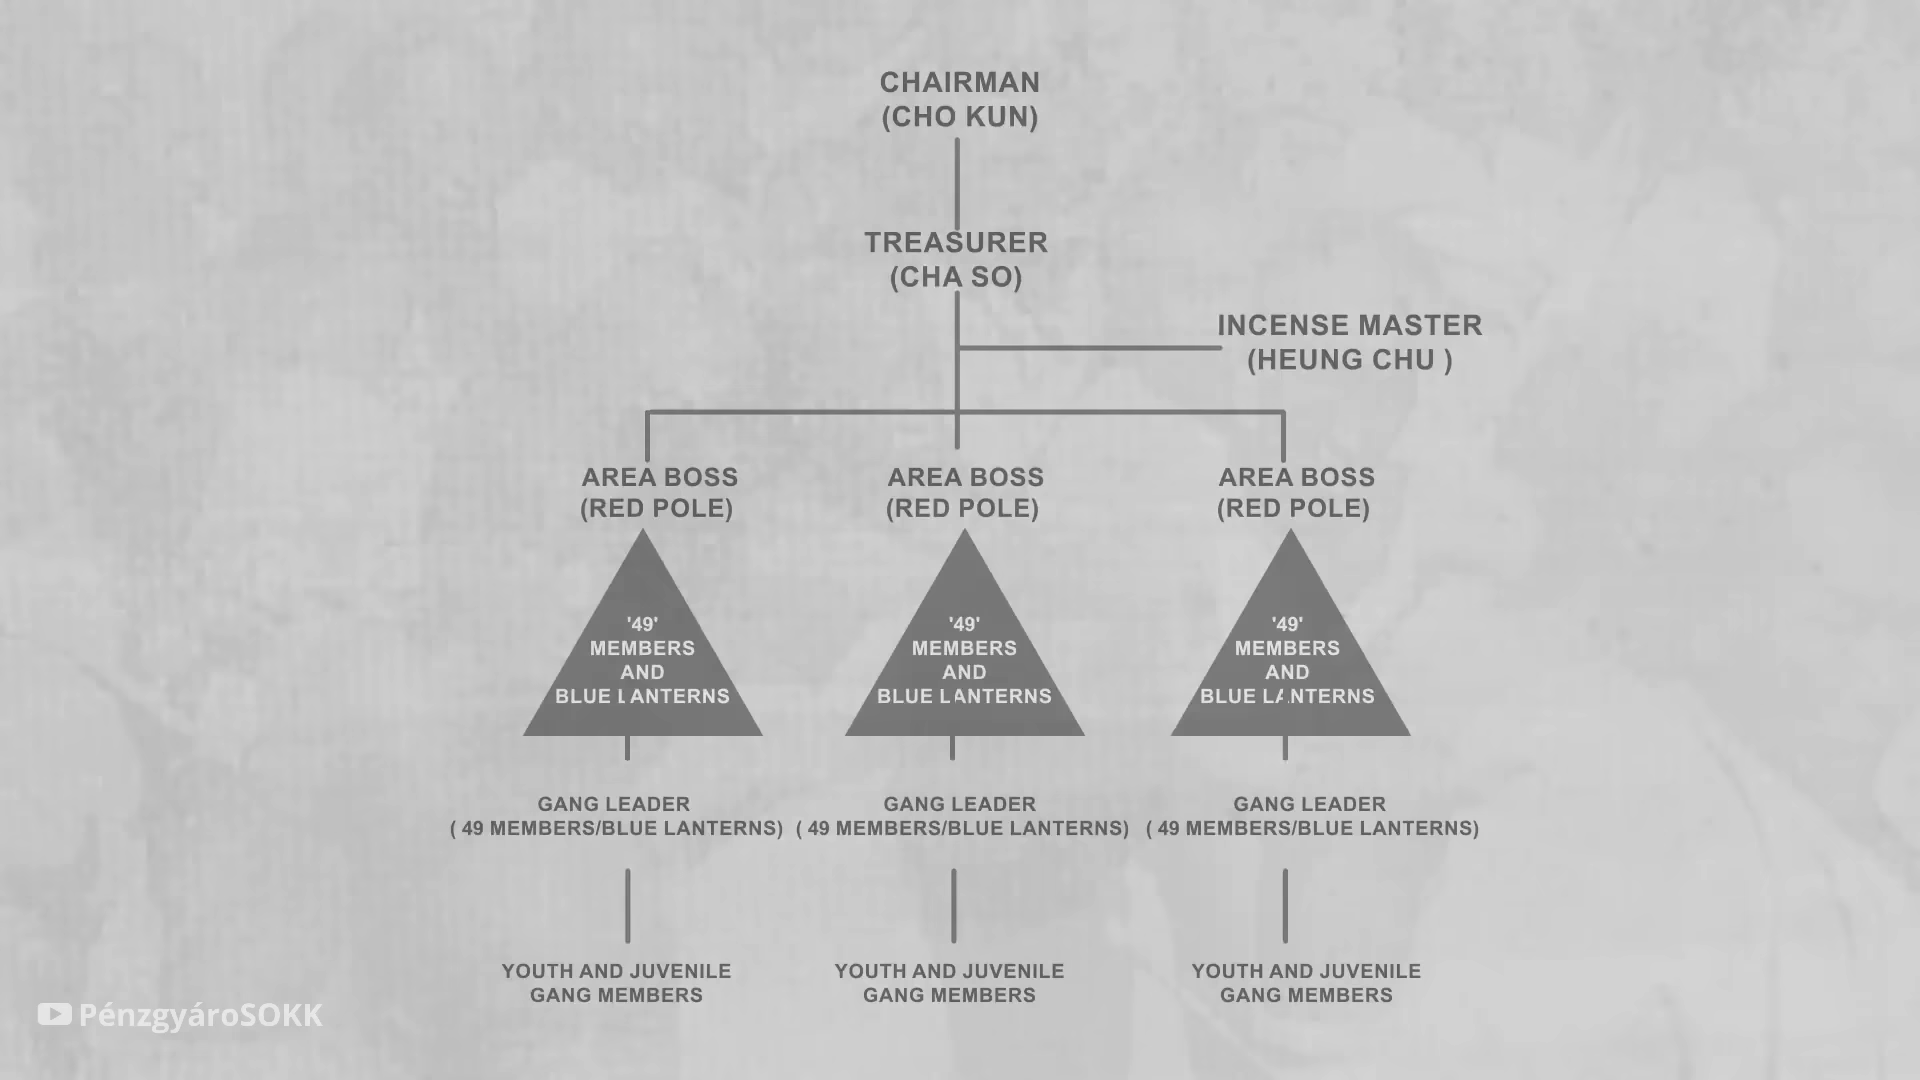 CHAIRMAN
(CHO KUN)
TREASURER
(CHA SO)
INCENSE MASTER
(HEUNG CHU )
AREA BOSS
(RED POLE)
AREA BOSS
(RED POLE)
AREA BOSS
(RED POLE)
'49'
MEMBERS
AND
BLUE LANTERNS
'49'
MEMBERS
AND
BLUE LANTERNS
'49'
MEMBERS
AND
BLUE LANTERNS
GANG LEADER
( 49 MEMBERS/BLUE LANTERNS)
GANG LEADER
( 49 MEMBERS/BLUE LANTERNS)
GANG LEADER
( 49 MEMBERS/BLUE LANTERNS)
YOUTH AND JUVENILE
GANG MEMBERS
YOUTH AND JUVENILE
GANG MEMBERS
YOUTH AND JUVENILE
GANG MEMBERS
PénzgyároSOKK